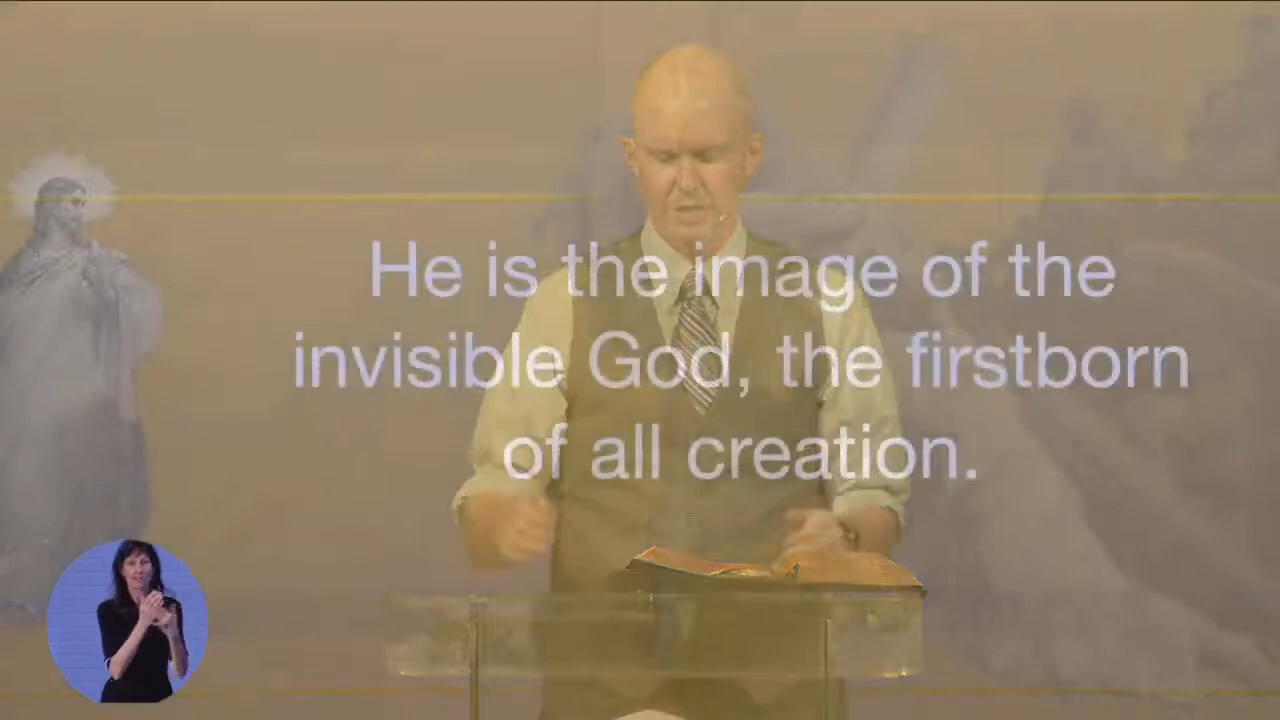 He is the image of the
invisible God, the firstborn
of all creation.